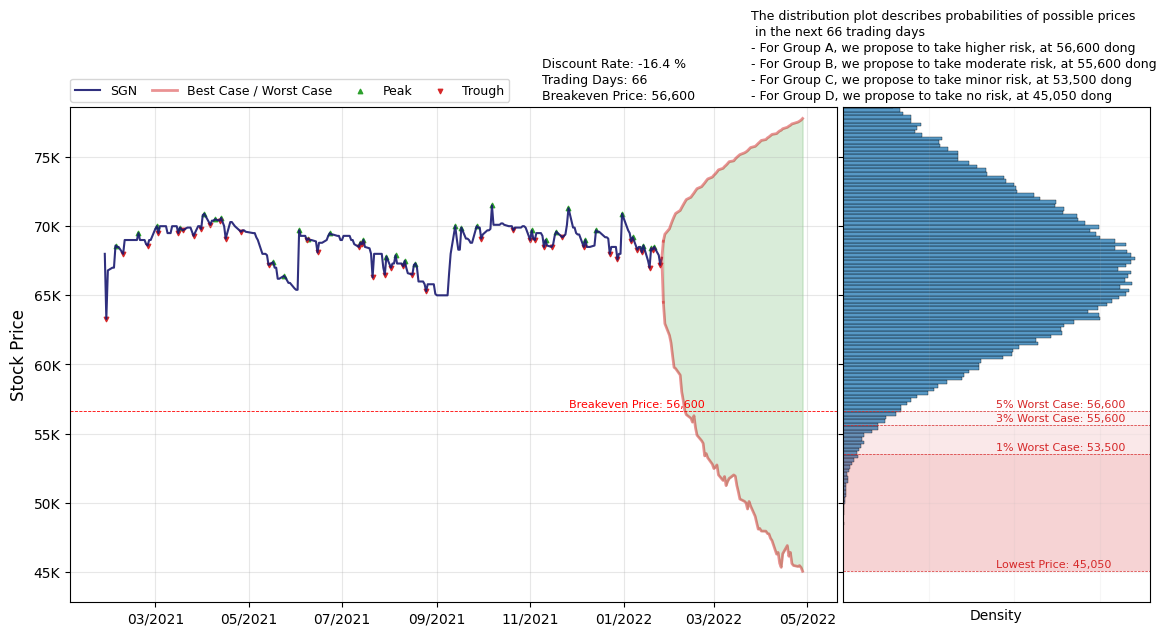 The distribution plot describes probabilities of possible prices
in the next 66 trading days
- For Group A, we propose to take higher risk, at 56,600 dong
- For Group B, we propose to take moderate risk, at 55,600 dong
- For Group C, we propose to take minor risk, at 53,500 dong
- For Group D, we propose to take no risk, at 45,050 dong
Discount Rate: -16.4 %
Trading Days: 66
Breakeven Price: 56,600
SGN
Best Case / Worst Case
Peak
Trough
Stock Price
75K
70K
65K
60K
55K
50K
45K
Breakeven Price: 56,600
5% Worst Case: 56,600
3% Worst Case: 55,600
1% Worst Case: 53,500
Lowest Price: 45,050
03/2021
05/2021
07/2021
09/2021
11/2021
01/2022
03/2022
05/2022
Density